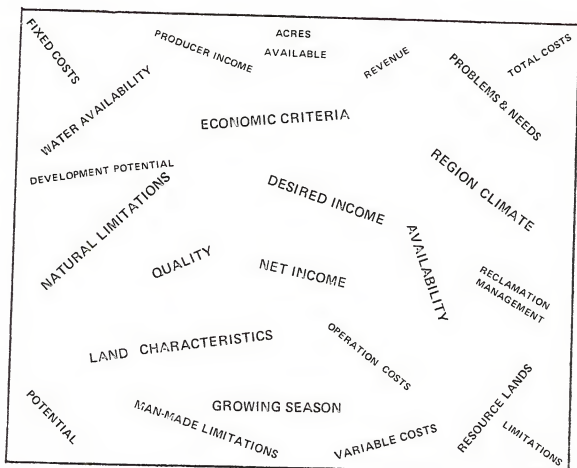 FIXED COSTS
PRODUCER INCOME
ACRES
AVAILABLE
REVENUE
TOTAL COSTS
PROBLEMS & NEEDS
WATER AVAILABILITY
ECONOMIC CRITERIA
DEVELOPMENT POTENTIAL
REGION CLIMATE
DESIRED INCOME
NATURAL LIMITATIONS
AVAILABILITY
QUALITY
NET INCOME
RECLAMATION
MANAGEMENT
LAND CHARACTERISTICS
OPERATION COSTS
POTENTIAL
MAN-MADE LIMITATIONS
GROWING SEASON
VARIABLE COSTS
RESOURCE LANDS
LIMITATIONS